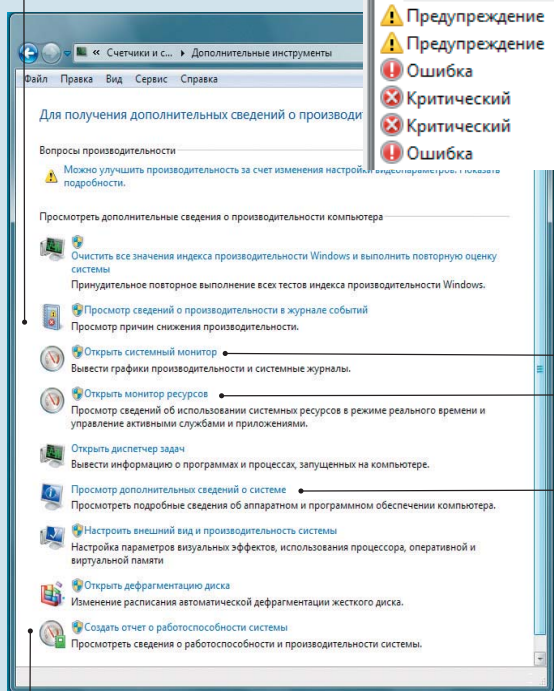 Предупреждение
Предупреждение
Ошибка
Критический
Критический
Ошибка
« Счетчики и с... ▸ Дополнительные инструменты
Файл Правка Вид Сервис Справка
Для получения дополнительных сведений о производи
Вопросы производительности
Можно улучшить производительность за счет изменения настройки видеопараметров. Показать
подробности.
Просмотреть дополнительные сведения о производительности компьютера
Очистить все значения индекса производительности Windows и выполнить повторную оценку
системы
Принудительное повторное выполнение всех тестов индекса производительности Windows.
Просмотр сведений о производительности в журнале событий
Просмотр причин снижения производительности.
Открыть системный монитор
Вывести графики производительности и системные журналы.
Открыть монитор ресурсов
Просмотр сведений об использовании системных ресурсов в режиме реального времени и
управление активными службами и приложениями.
Открыть диспетчер задач
Вывести информацию о программах и процессах, запущенных на компьютере.
Просмотр дополнительных сведений о системе
Просмотреть подробные сведения об аппаратном и программном обеспечении компьютера.
Настроить внешний вид и производительность системы
Настройка параметров визуальных эффектов, использования процессора, оперативной и
виртуальной памяти
Открыть дефрагментацию диска
Изменение расписания автоматической дефрагментации жесткого диска.
Создать отчет о работоспособности системы
Просмотреть сведения о работоспособности и производительности системы.